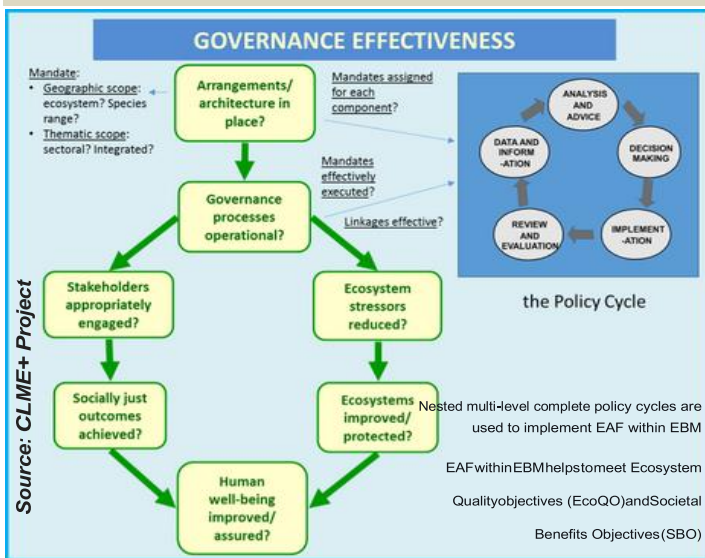 GOVERNANCE EFFECTIVENESS
Mandate:
• Geographic scope:
ecosystem? Species
range?
• Thematic scope:
sectoral? Integrated?
Arrangements/
architecture in
place?
Mandates assigned
for each
component?
Mandates
effectively
executed?
Linkages effective?
Governance
processes
operational?
Stakeholders
appropriately
engaged?
Ecosystem
stressors
reduced?
Socially just
outcomes
achieved?
Ecosystems
improved/
protected?
Human
well-being
improved/
assured?
ANALYSIS
AND
ADVICE
DECISION
MAKING
IMPLEMENT
-ATION
REVIEW
AND
EVALUATION
DATA AND
INFORM
-ATION
the Policy Cycle
Nested multi-level complete policy cycles are
used to implement EAF within EBM
EAFwithinEBMhelpstomeet Ecosystem
Qualityobjectives (EcoQO)andSocietal
Benefits Objectives(SBO)
Source: CLME+ Project